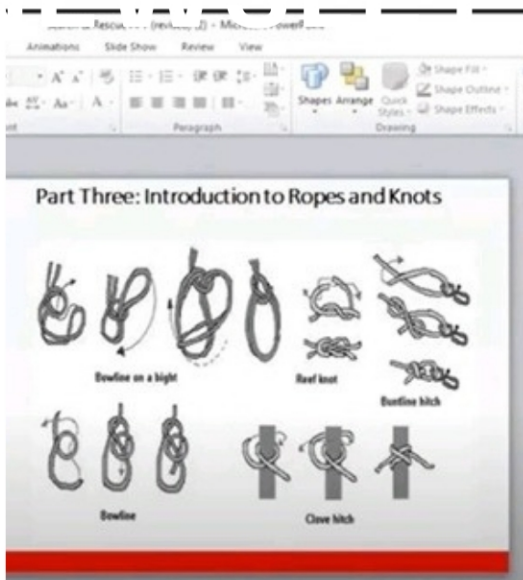 Animations Slide Show Review View
Shapes Arrange Quick Styles
Shape Fill
Shape Outline
Shape Effects
Paragraph
Drawing
Part Three: Introduction to Ropes and Knots
Bowline on a bight
Reef knot
Buntline hitch
Bowline
Clove hitch